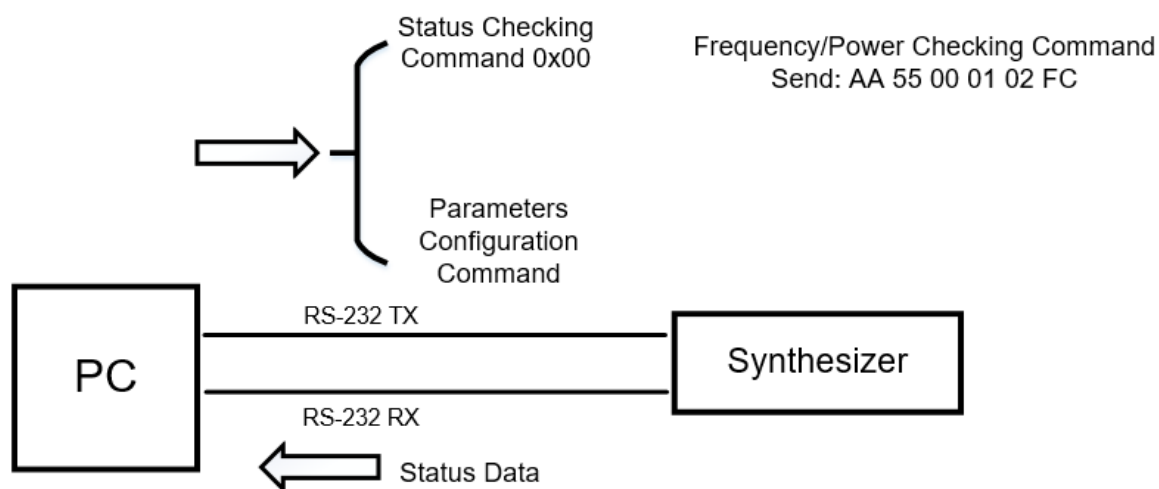 Status Checking
Command 0x00
Frequency/Power Checking Command
Send: AA 55 00 01 02 FC
Parameters
Configuration
Command
RS-232 TX
PC
Synthesizer
RS-232 RX
Status Data